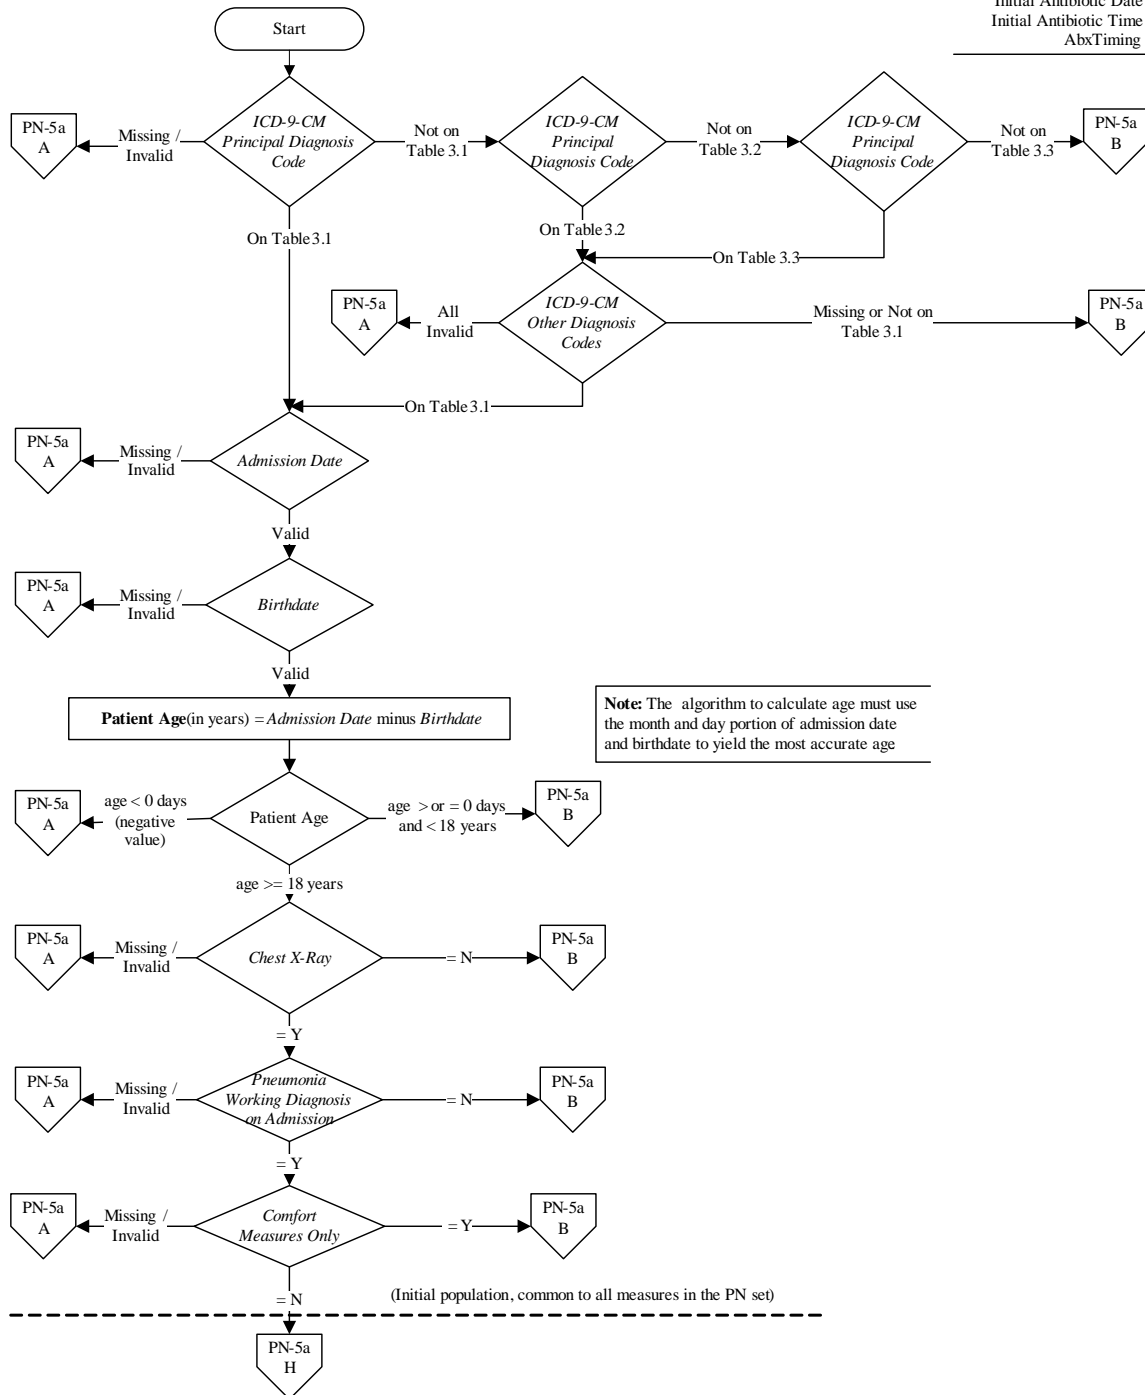 Initial Antibiotic Date
Initial Antibiotic Time
AbxTiming
Start
PN-5a
A
Missing /
Invalid
ICD-9-CM
Principal Diagnosis
Code
Not on
Table 3.1
ICD-9-CM
Principal
Diagnosis Code
Not on
Table 3.2
ICD-9-CM
Principal
Diagnosis Code
Not on
Table 3.3
PN-5a
B
On Table 3.1
On Table
3.2
On Table 3.3
PN-5a
A
All
Invalid
ICD-9-CM
Other Diagnosis
Codes
Missing or Not on
Table 3.1
PN-5a
B
On Table 3.1
PN-5a
A
Missing /
Invalid
Admission Date
Valid
PN-5a
A
Missing /
Invalid
Birthdate
Valid
Patient Age(in years) = Admission Date minus Birthdate
Note: The algorithm to calculate age must use
the month and day portion of admission date
and birthdate to yield the most accurate age
PN-5a
A
age < 0 days
(negative
value)
Patient Age
age > or = 0 days
and < 18 years
PN-5a
B
age >= 18 years
PN-5a
A
Missing /
Invalid
Chest X-Ray
= N
PN-5a
B
= Y
PN-5a
A
Missing /
Invalid
Pneumonia
Working Diagnosis
on Admission
= N
PN-5a
B
= Y
PN-5a
A
Missing /
Invalid
Comfort
Measures Only
= Y
PN-5a
B
= N
(Initial population, common to all measures in the PN set)
PN-5a
H